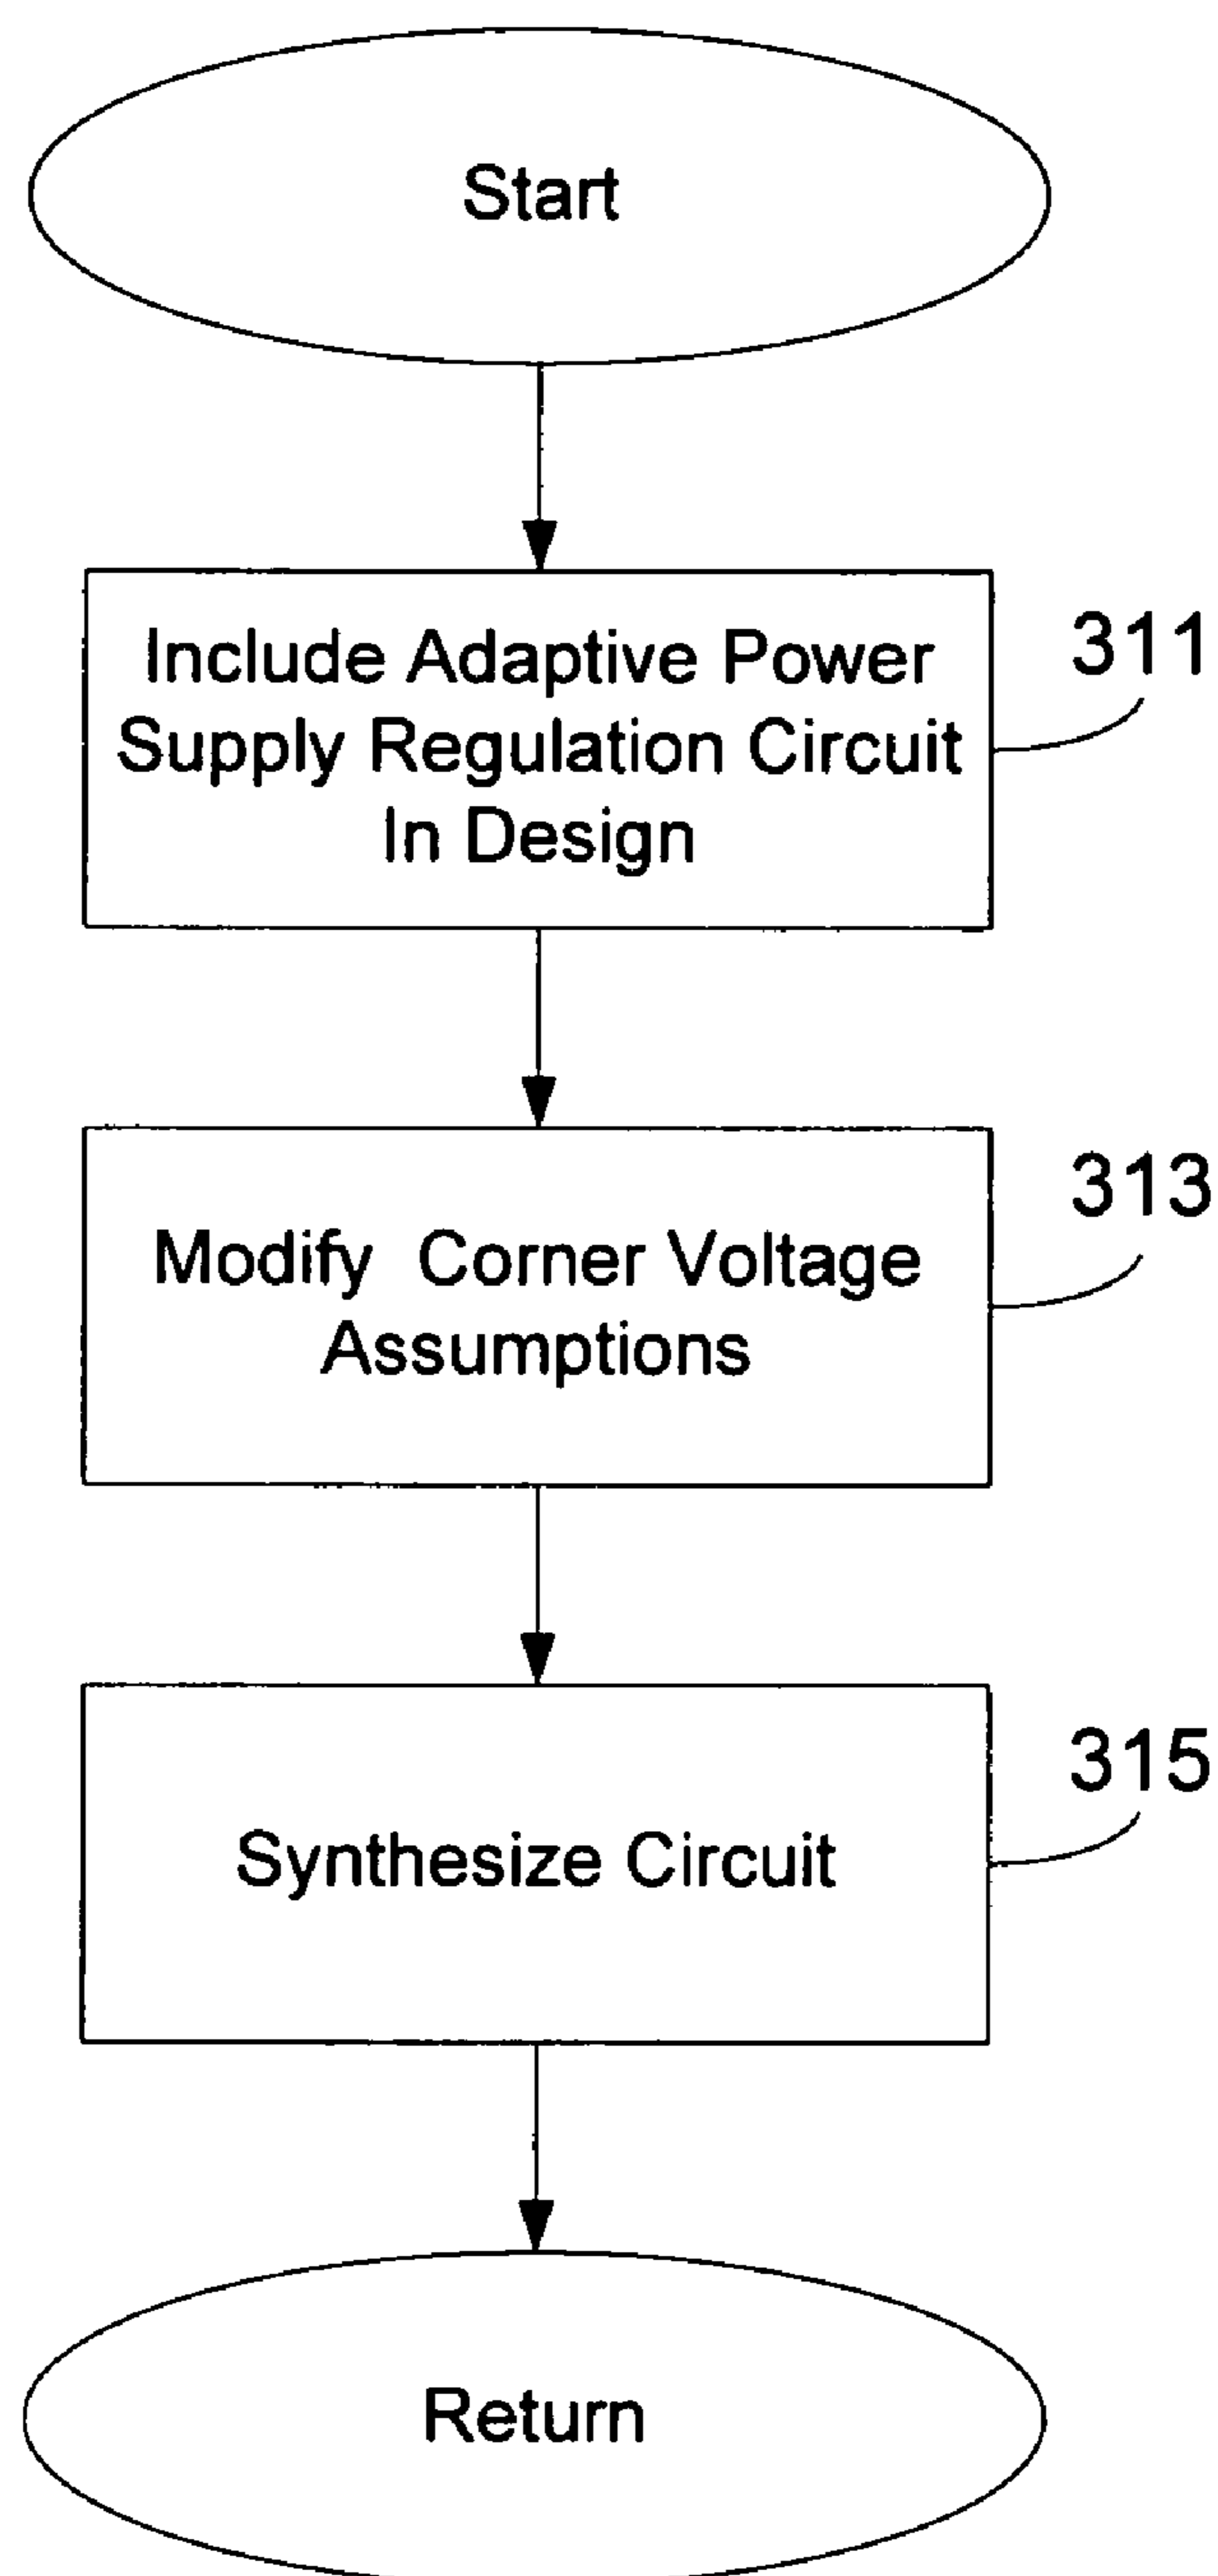 Start
Include Adaptive Power
Supply Regulation Circuit
In Design
311
Modify Corner Voltage
Assumptions
313
Synthesize Circuit
315
Return